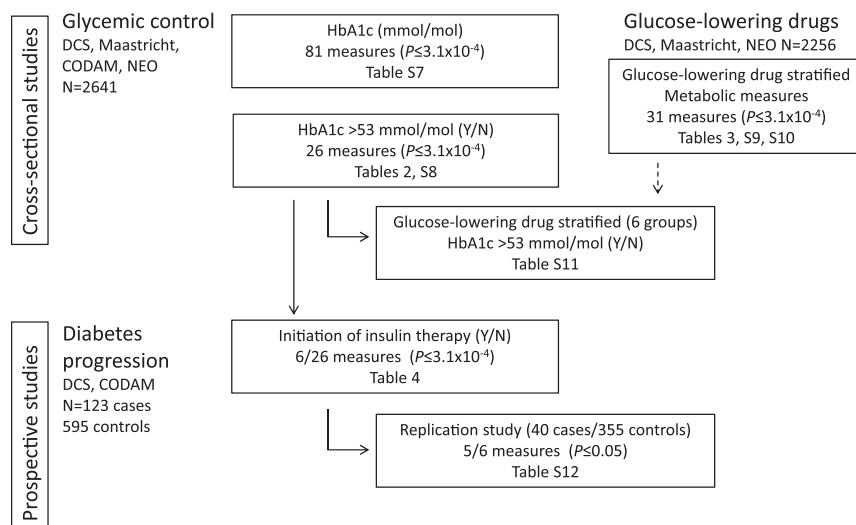 Cross-sectional studies
Glycemic control
DCS, Maastricht,
CODAM, NEO
N=2641
HbA1c (mmol/mol)
81 measures (P≤3.1x10⁻⁴)
Table S7
HbA1c >53 mmol/mol (Y/N)
26 measures (P≤3.1x10⁻⁴)
Tables 2, S8
Glucose-lowering drugs
DCS, Maastricht, NEO N=2256
Glucose-lowering drug stratified
Metabolic measures
31 measures (P≤3.1x10⁻⁴)
Tables 3, S9, S10
Glucose-lowering drug stratified (6 groups)
HbA1c >53 mmol/mol (Y/N)
Table S11
Prospective studies
Diabetes
progression
DCS, CODAM
N=123 cases
595 controls
Initiation of insulin therapy (Y/N)
6/26 measures (P≤3.1x10⁻⁴)
Table 4
Replication study (40 cases/355 controls)
5/6 measures (P≤0.05)
Table S12